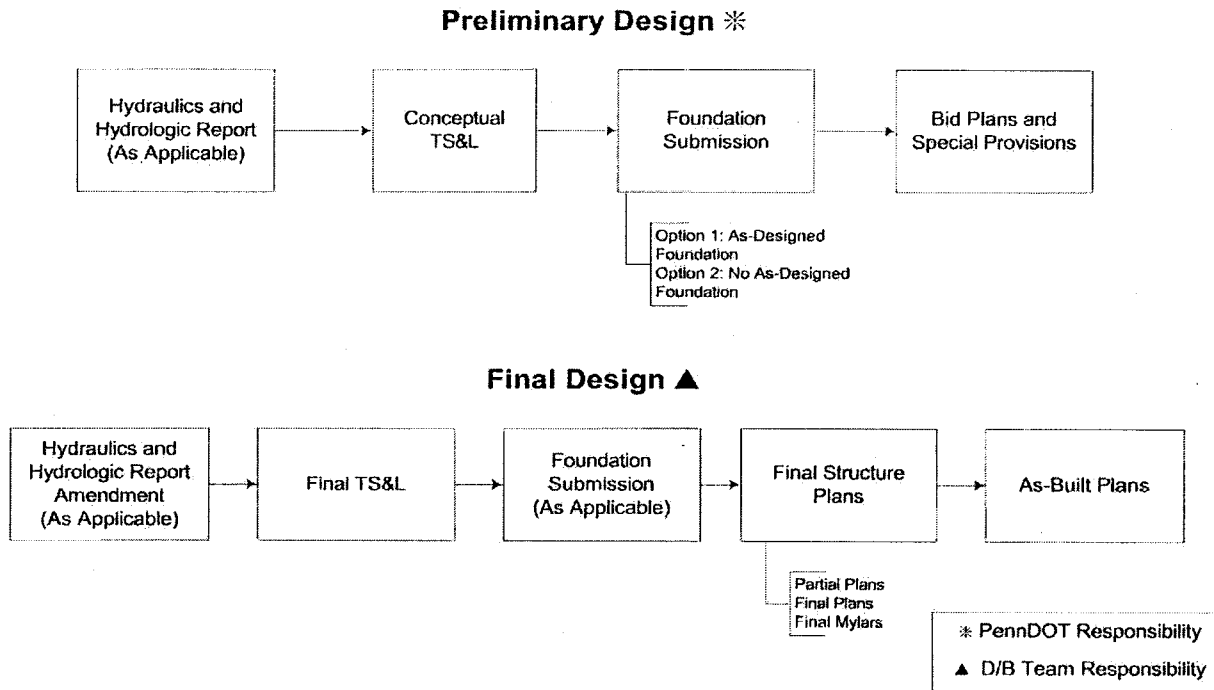 Preliminary Design ※
Hydraulics and
Hydrologic Report
(As Applicable)
Conceptual
TS&L
Foundation
Submission
Bid Plans and
Special Provisions
Option 1: As-Designed
Foundation
Option 2: No As-Designed
Foundation
Final Design ▲
Hydraulics and
Hydrologic Report
Amendment
(As Applicable)
Final TS&L
Foundation
Submission
(As Applicable)
Final Structure
Plans
As-Built Plans
Partial Plans
Final Plans
Final Mylars
※ PennDOT Responsibility
▲ D/B Team Responsibility